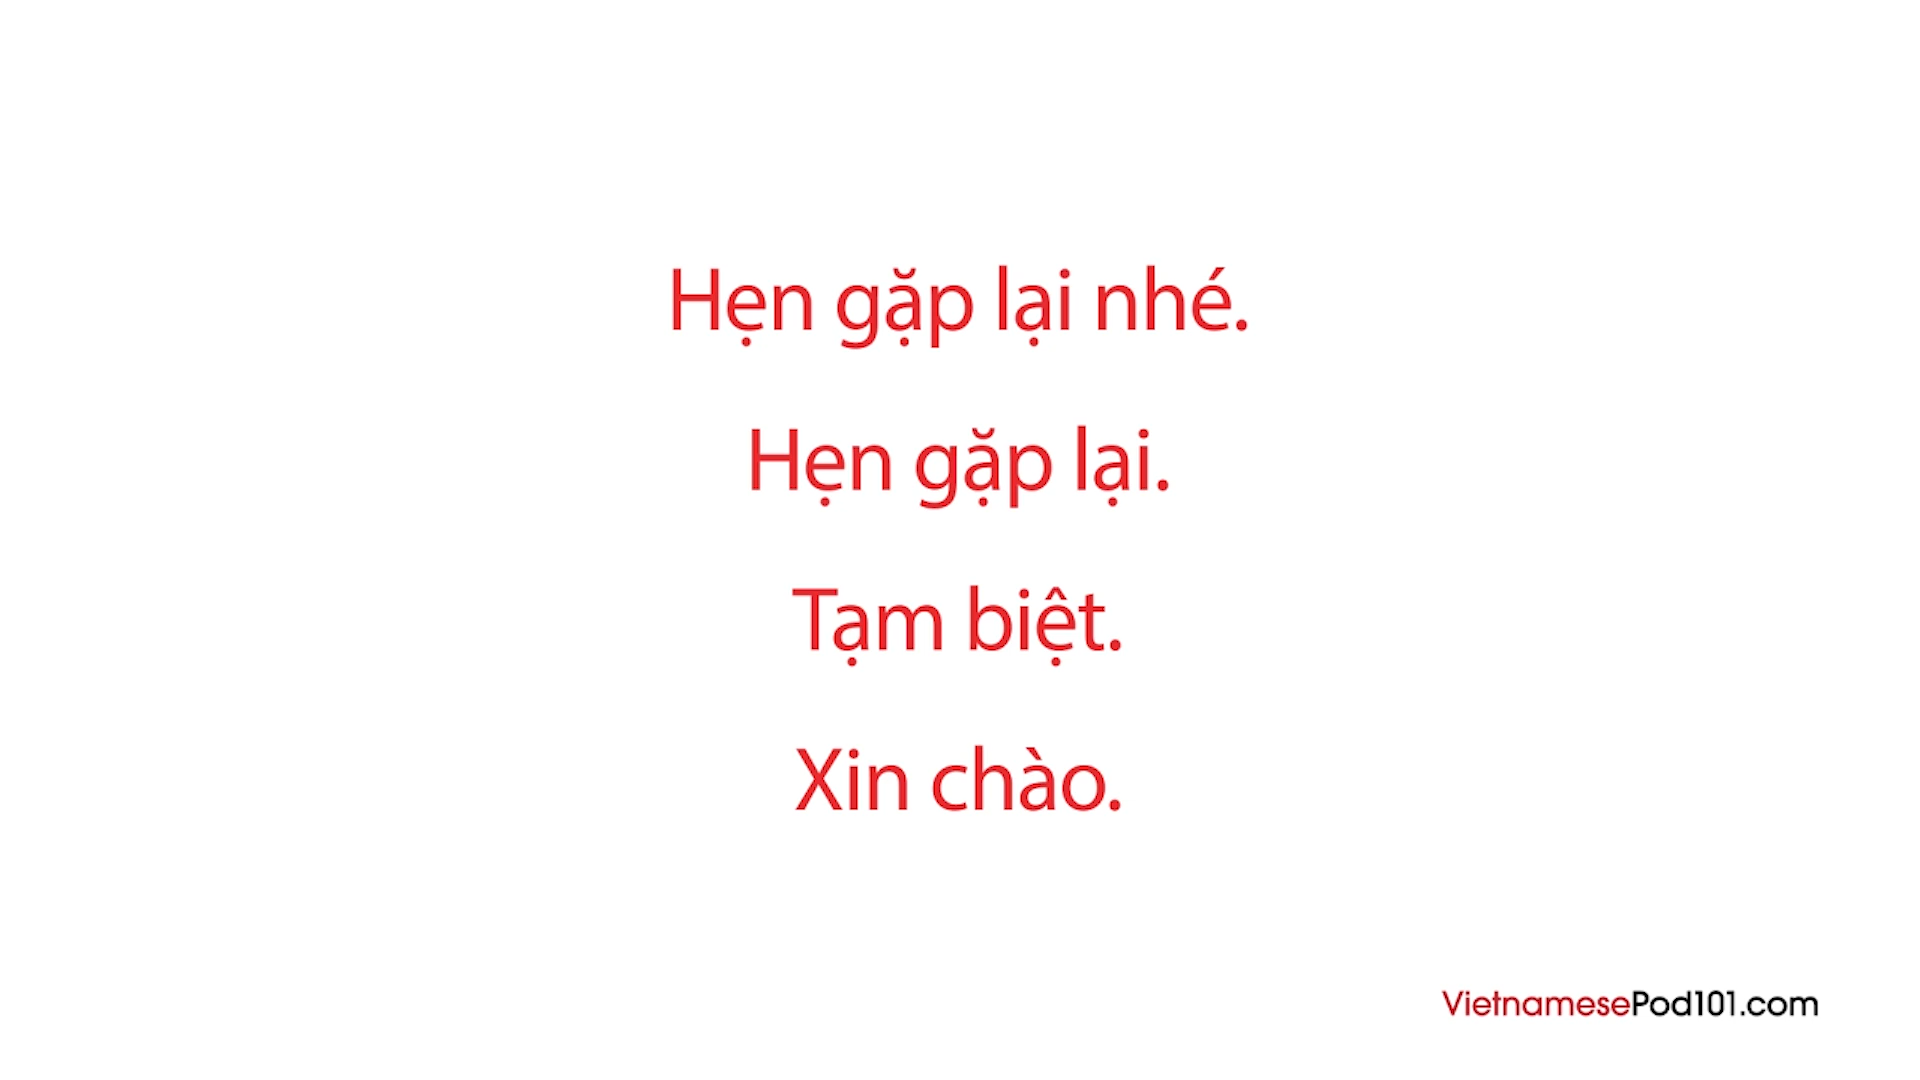 Hẹn gặp lại nhé.
Hẹn gặp lại.
Tạm biệt.
Xin chào.
VietnamesePod101.com